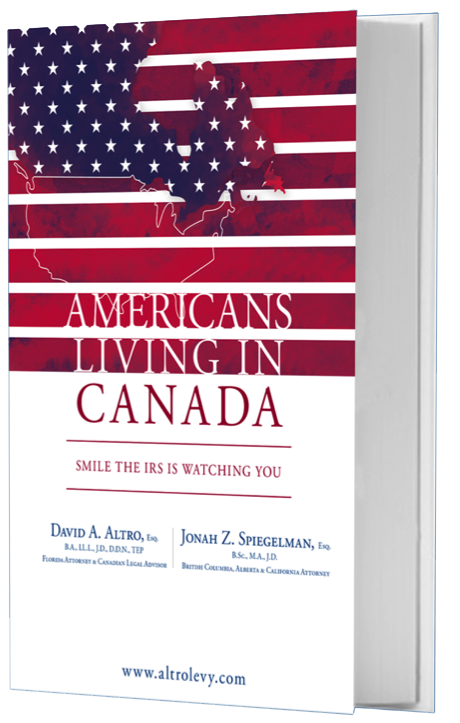 AMERICANS
LIVING IN
CANADA
SMILE THE IRS IS WATCHING YOU
DAVID A. ALTRO, ESQ.
B.A., LL.L., J.D., D.D.N., TEP
FLORIDA ATTORNEY & CANADIAN LEGAL ADVISOR
JONAH Z. SPIEGELMAN, ESQ.
B.SC., M.A., J.D.
BRITISH COLUMBIA, ALBERTA & CALIFORNIA ATTORNEY
www.altrolevy.com